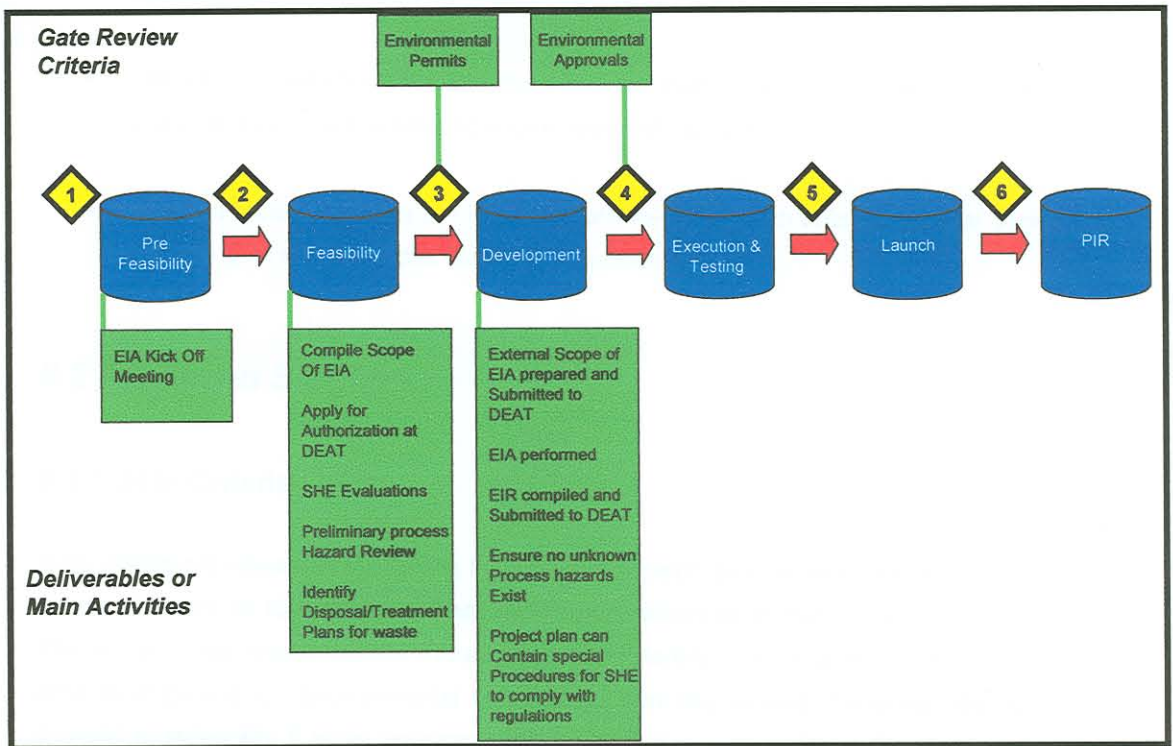 Gate Review
Criteria
Environmental
Permits
Environmental
Approvals
1
2
3
4
5
6
Pre
Feasibility
Feasibility
Development
Execution &
Testing
Launch
PIR
EIA Kick Off
Meeting
Compile Scope
Of EIA
Apply for
Authorization at
DEAT
SHE Evaluations
Preliminary process
Hazard Review
Identify
Disposal/Treatment
Plans for waste
External Scope of
EIA prepared and
Submitted to
DEAT
EIA performed
EIR compiled and
Submitted to DEAT
Ensure no unknown
Process hazards
Exist
Project plan can
Contain special
Procedures for SHE
to comply with
regulations
Deliverables or
Main Activities